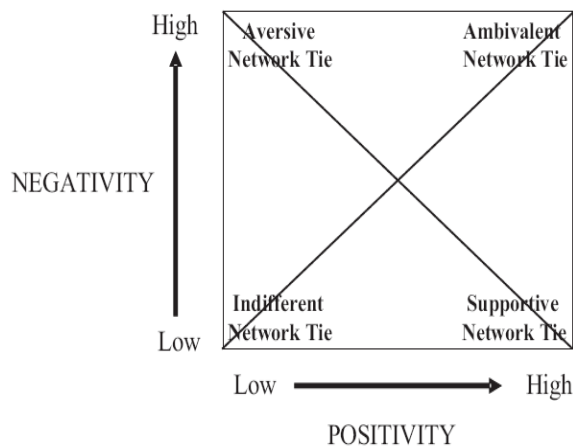 High
Aversive
Network Tie
Ambivalent
Network Tie
NEGATIVITY
Indifferent
Network Tie
Supportive
Network Tie
Low
Low
High
POSITIVITY